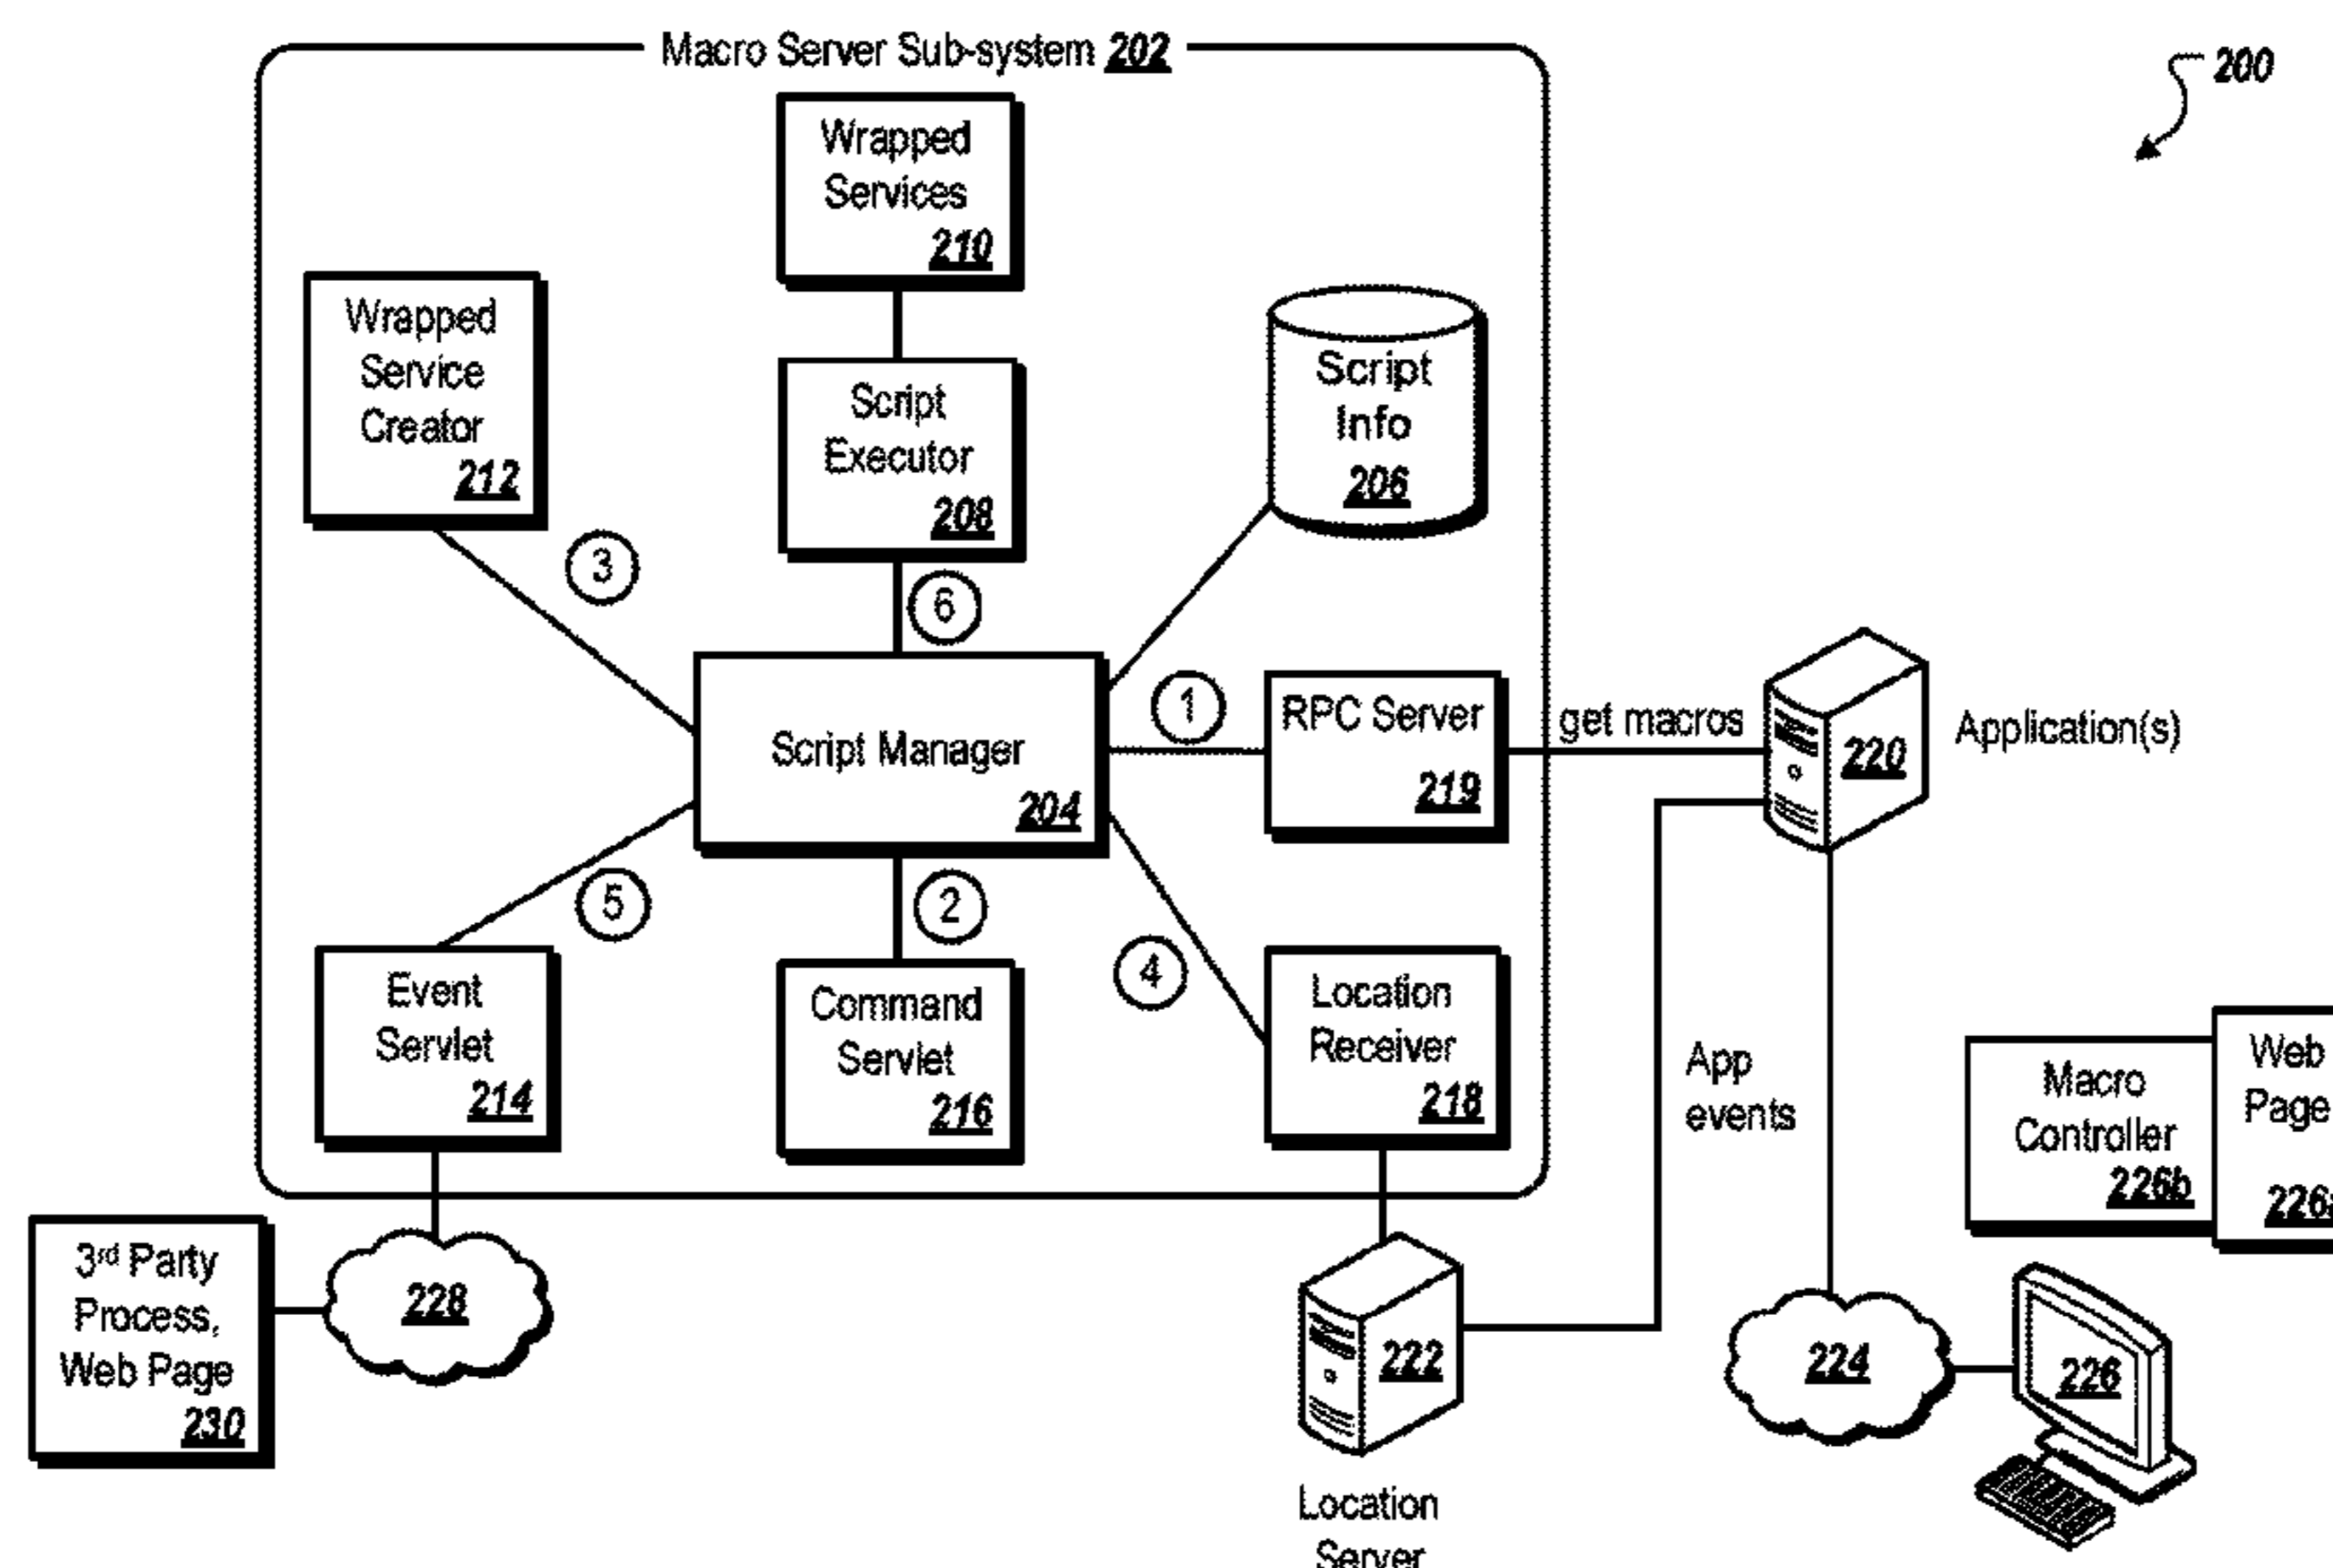 Macro Server Sub-system 202
200
Wrapped
Services
210
Wrapped
Service
Creator
212
Script
Executor
208
Script
Info
206
3
6
1
Script Manager
204
RPC Server
219
get macros
220
Application(s)
5
2
4
Event
Servlet
214
Command
Servlet
216
Location
Receiver
218
App
events
Macro
Controller
226b
Web
Page
3rd Party
Process,
Web Page
230
228
222
224
226
Location
Server